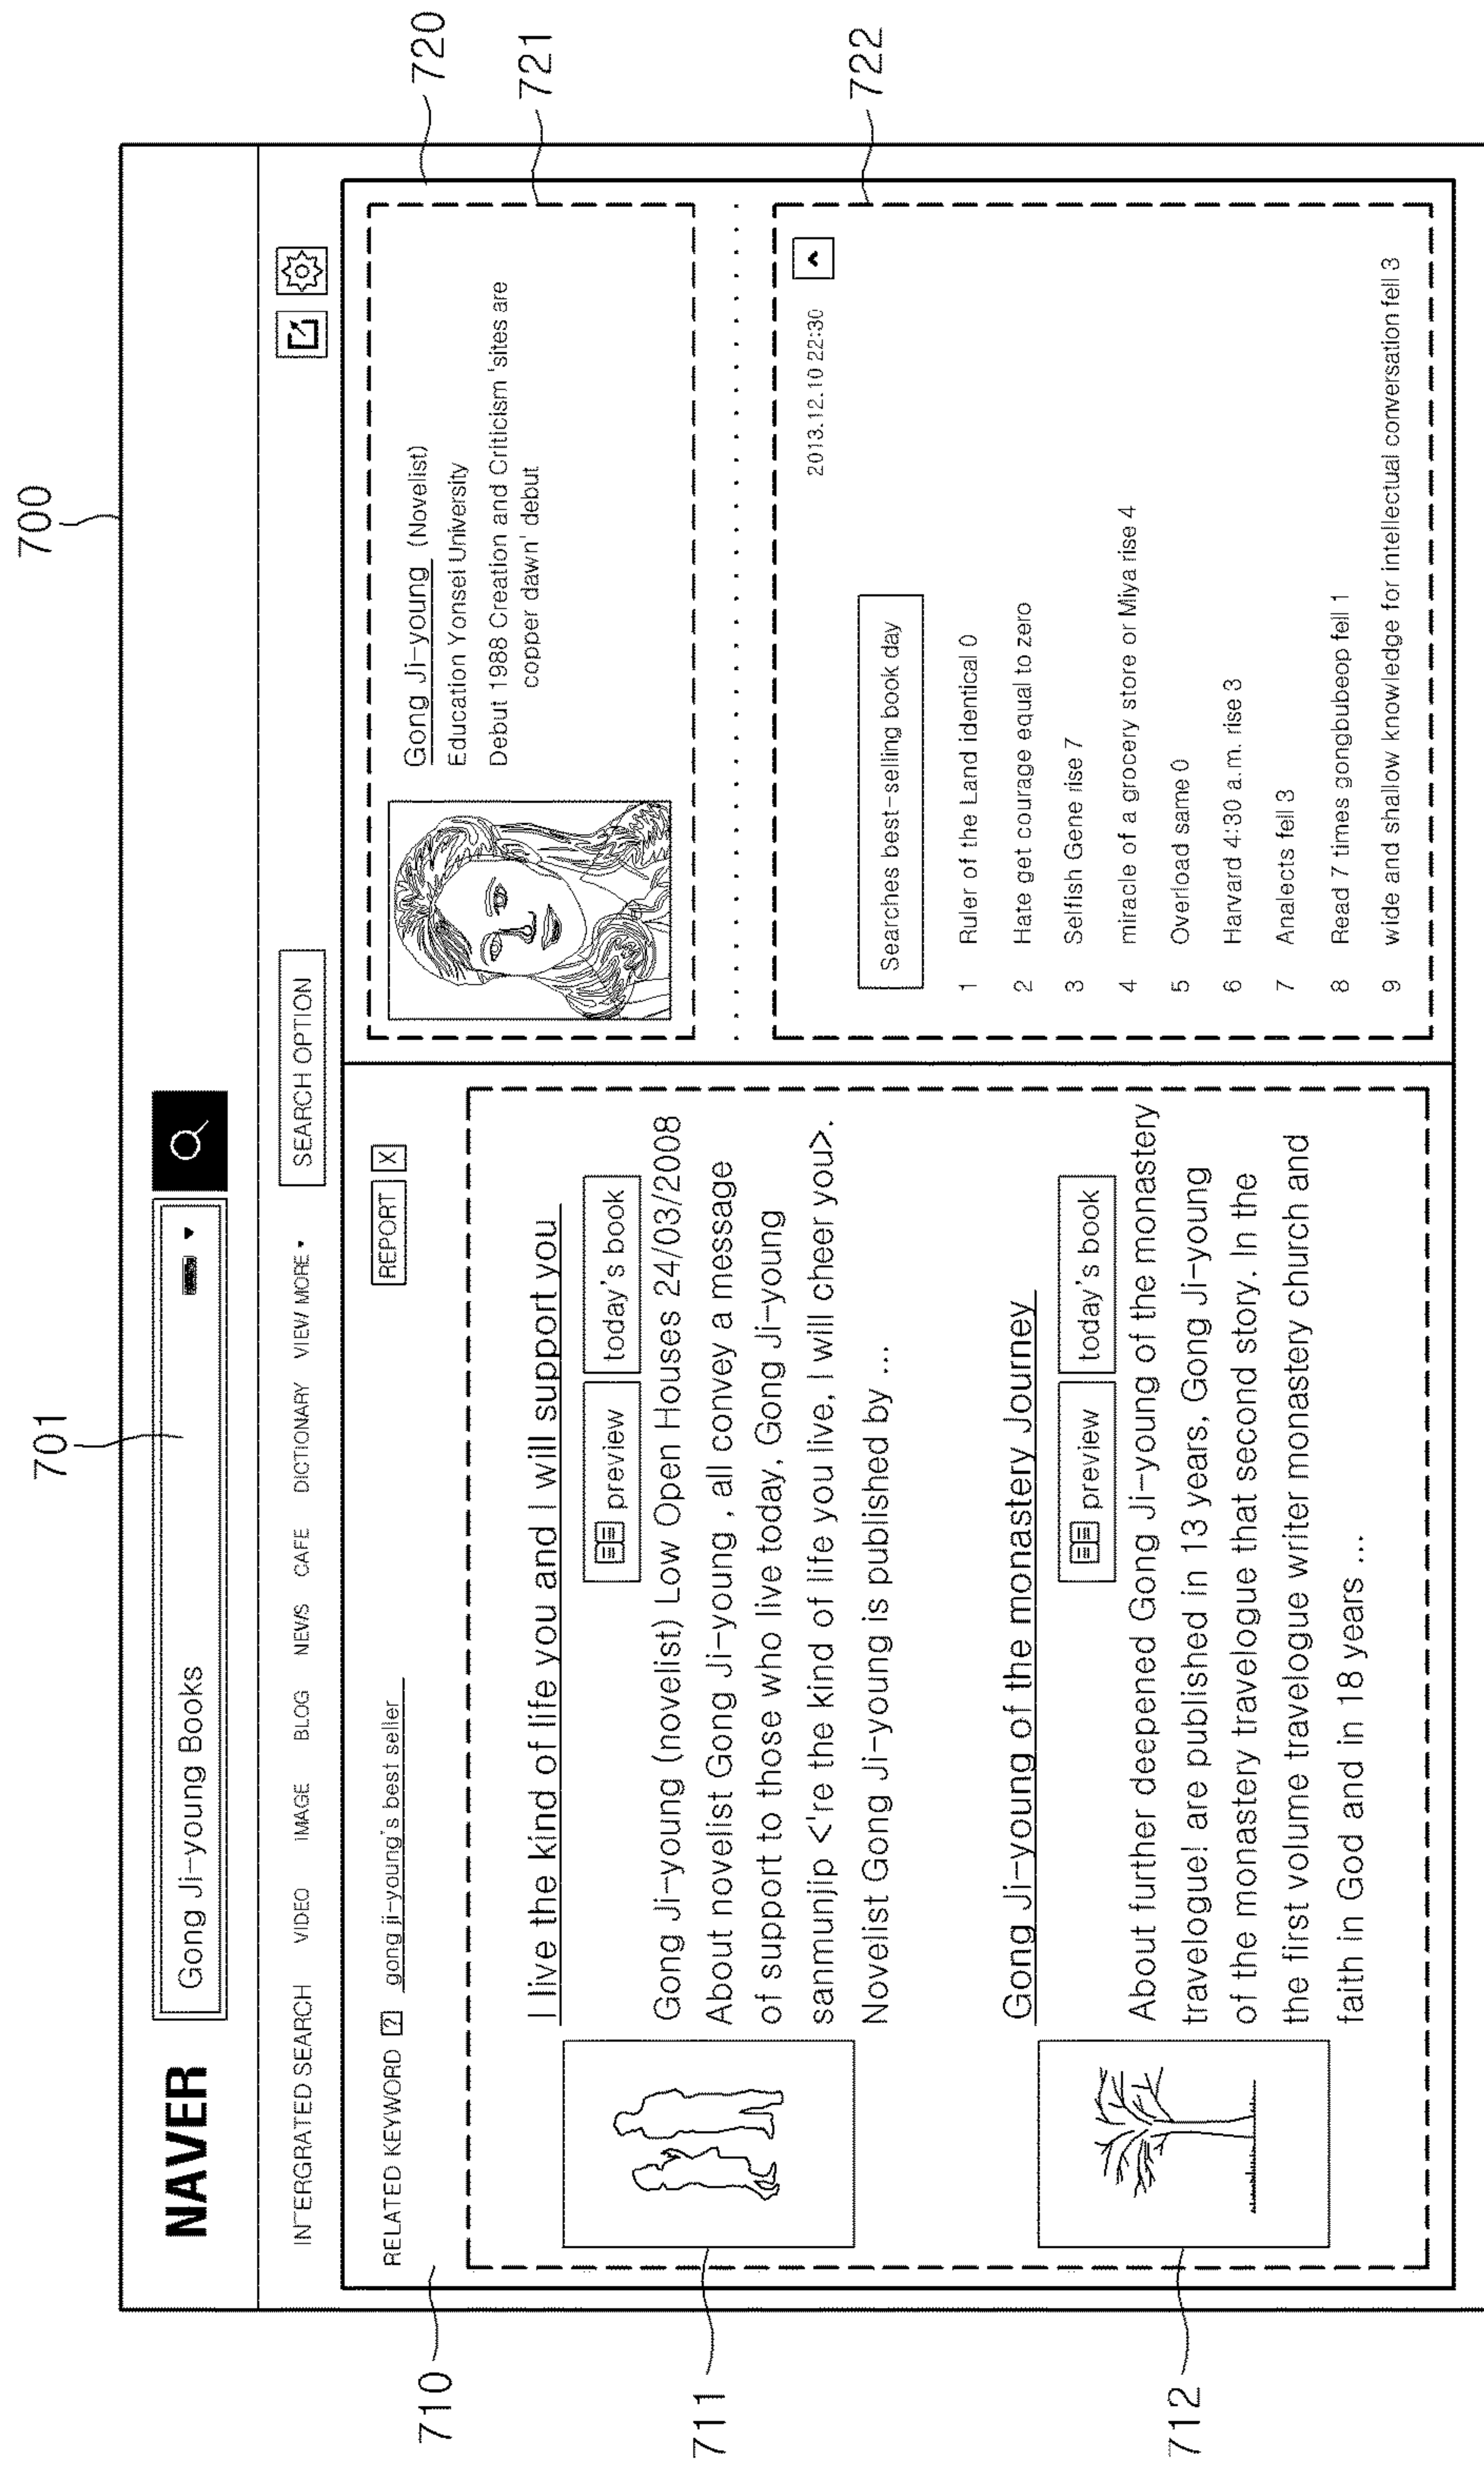 700
701
NAVER
Gong Ji-young Books
INTERGRATED SEARCH VIDEO IMAGE BLOG NEWS CAFE DICTIONARY VIEW MORE
SEARCH OPTION
710
RELATED KEYWORD ? gong ji-young's best seller
REPORT X
711
I live the kind of life you and I will support you
preview today's book
Gong Ji-young (novelist) Low Open Houses 24/03/2008
About novelist Gong Ji-young , all convey a message
of support to those who live today, Gong Ji-young
sanmunjip <'re the kind of life you live, I will cheer you>.
Novelist Gong Ji-young is published by ...
712
Gong Ji-young of the monastery Journey
preview today's book
About further deepened Gong Ji-young of the monastery
travelogue! are published in 13 years, Gong Ji-young
of the monastery travelogue that second story. In the
the first volume travelogue writer monastery church and
faith in God and in 18 years ...
720
721
Gong Ji-young (Novelist)
Education Yonsei University
Debut 1988 Creation and Criticism 'sites are
copper dawn' debut
722
2013.12.10 22:30
Searches best-selling book day
1 Ruler of the Land identical 0
2 Hate get courage equal to zero
3 Selfish Gene rise 7
4 miracle of a grocery store or Miya rise 4
5 Overload same 0
6 Harvard 4:30 a.m. rise 3
7 Analects fell 3
8 Read 7 times gongbubeop fell 1
9 wide and shallow knowledge for intellectual conversation fell 3